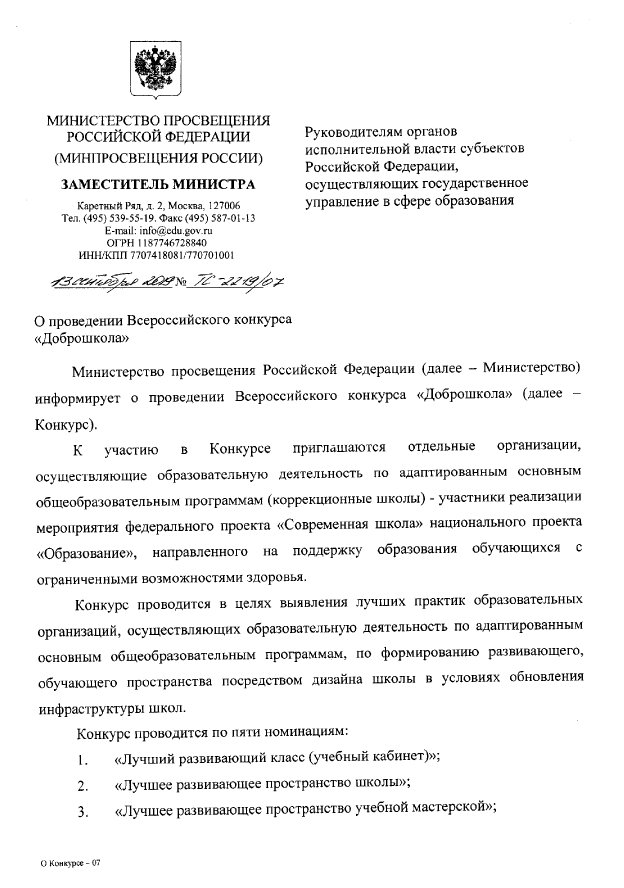 МИНИСТЕРСТВО ПРОСВЕЩЕНИЯ
РОССИЙСКОЙ ФЕДЕРАЦИИ
(МИНПРОСВЕЩЕНИЯ РОССИИ)
ЗАМЕСТИТЕЛЬ МИНИСТРА
Каретный Ряд, д. 2, Москва, 127006
Тел. (495) 539-55-19. Факс (495) 587-01-13
E-mail: info@edu.gov.ru
ОГРН 1187746728840
ИНН/КПП 7707418081/770701001
13 сентября 2019 № ТС-2219/07
Руководителям органов
исполнительной власти субъектов
Российской Федерации,
осуществляющих государственное
управление в сфере образования
О проведении Всероссийского конкурса
«Доброшкола»
Министерство просвещения Российской Федерации (далее – Министерство)
информирует о проведении Всероссийского конкурса «Доброшкола» (далее –
Конкурс).
К участию в Конкурсе приглашаются отдельные организации,
осуществляющие образовательную деятельность по адаптированным основным
общеобразовательным программам (коррекционные школы) - участники реализации
мероприятия федерального проекта «Современная школа» национального проекта
«Образование», направленного на поддержку образования обучающихся с
ограниченными возможностями здоровья.
Конкурс проводится в целях выявления лучших практик образовательных
организаций, осуществляющих образовательную деятельность по адаптированным
основным общеобразовательным программам, по формированию развивающего,
обучающего пространства посредством дизайна школы в условиях обновления
инфраструктуры школ.
Конкурс проводится по пяти номинациям:
1. «Лучший развивающий класс (учебный кабинет)»;
2. «Лучшее развивающее пространство школы»;
3. «Лучшее развивающее пространство учебной мастерской»;
О Конкурсе – 07